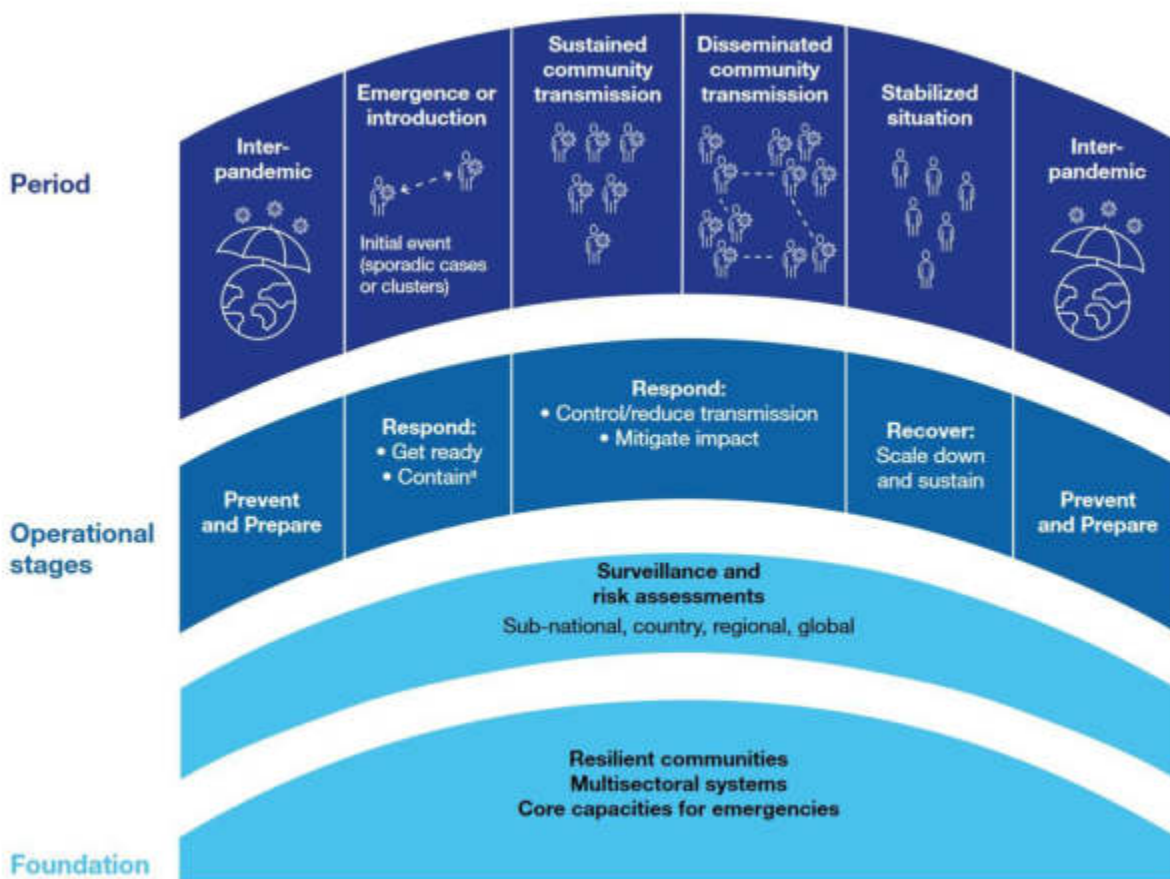 Period
Inter-
pandemic
Emergence or
introduction
Initial event
(sporadic cases
or clusters)
Sustained
community
transmission
Disseminated
community
transmission
Stabilized
situation
Inter-
pandemic
Operational
stages
Prevent
and Prepare
Respond:
• Get ready
• Containª
Respond:
• Control/reduce transmission
• Mitigate impact
Recover:
Scale down
and sustain
Prevent
and Prepare
Surveillance and
risk assessments
Sub-national, country, regional, global
Foundation
Resilient communities
Multisectoral systems
Core capacities for emergencies